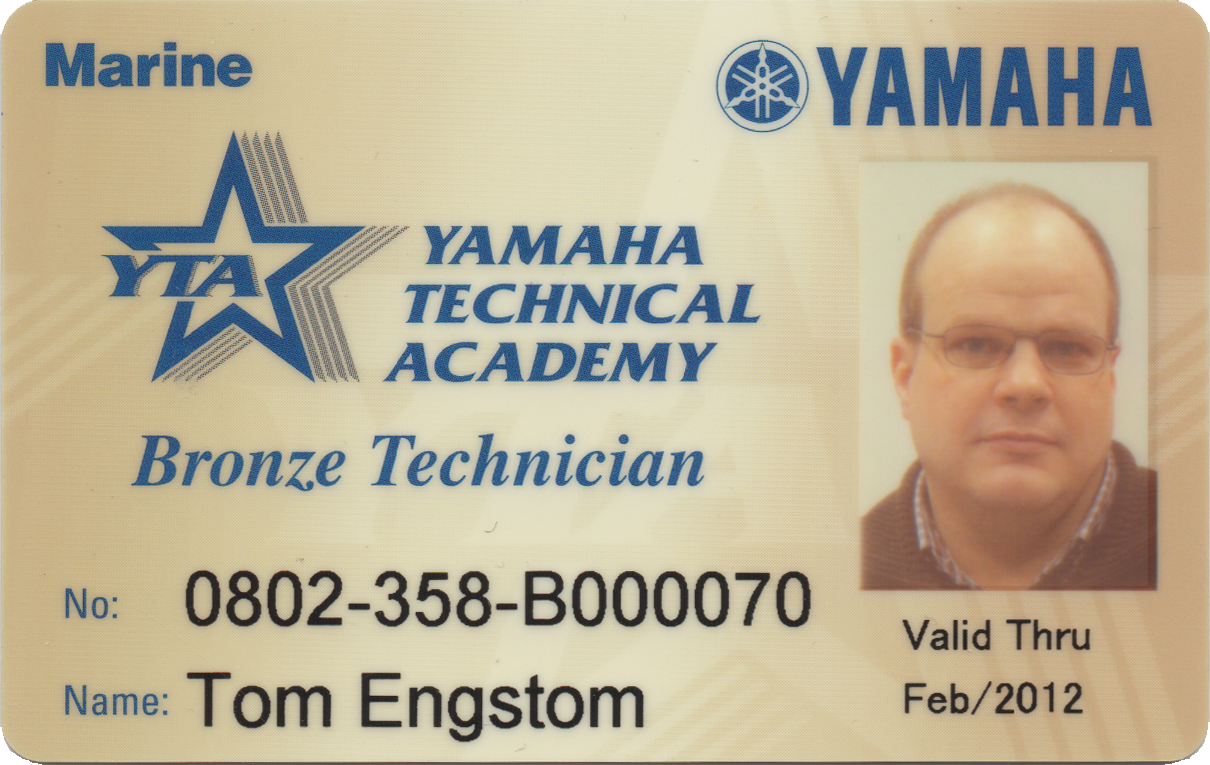 Marine
YAMAHA
YTA
YAMAHA
TECHNICAL
ACADEMY
Bronze Technician
No: 0802-358-B000070
Name: Tom Engstom
Valid Thru
Feb/2012